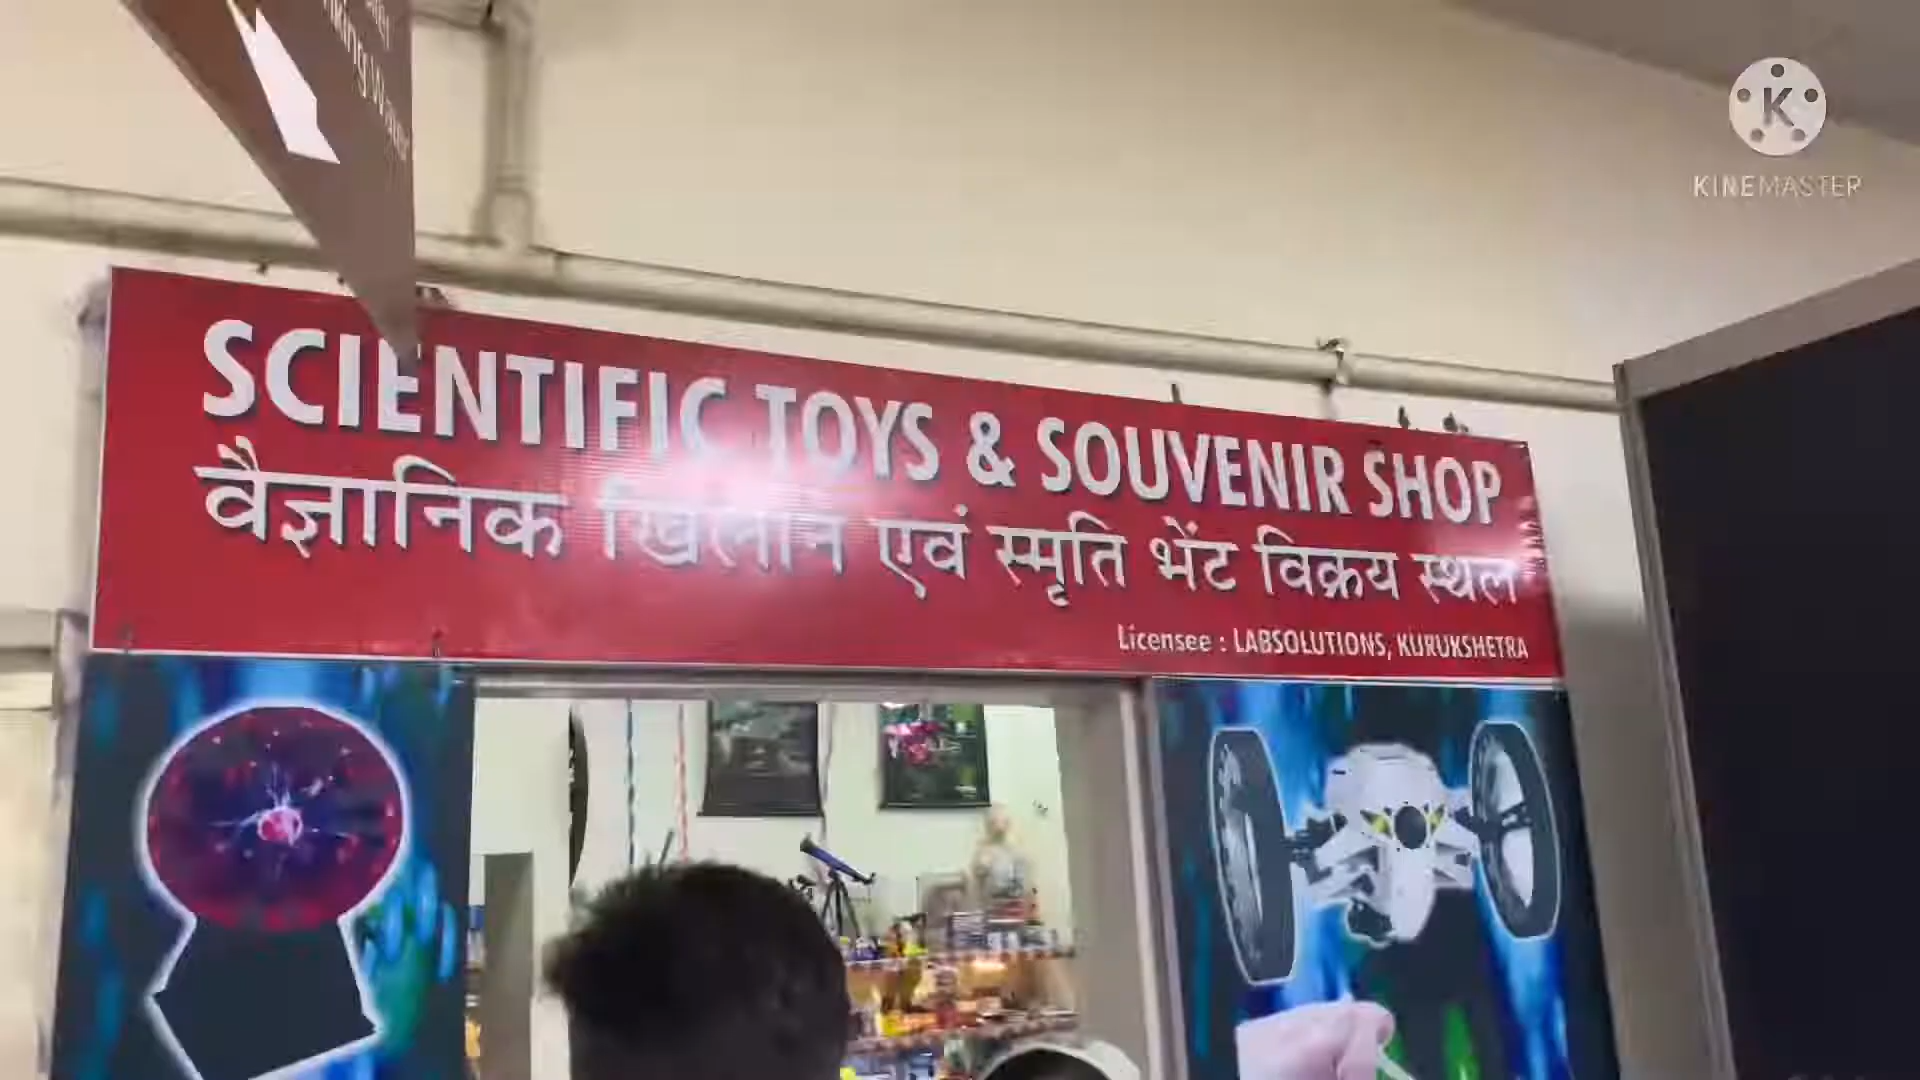 KINEMASTER
SCIENTIFIC TOYS & SOUVENIR SHOP
वैज्ञानिक खिलौने एवं स्मृति भेंट विक्रय स्थल
Licensee : LABSOLUTIONS, KURUKSHETRA